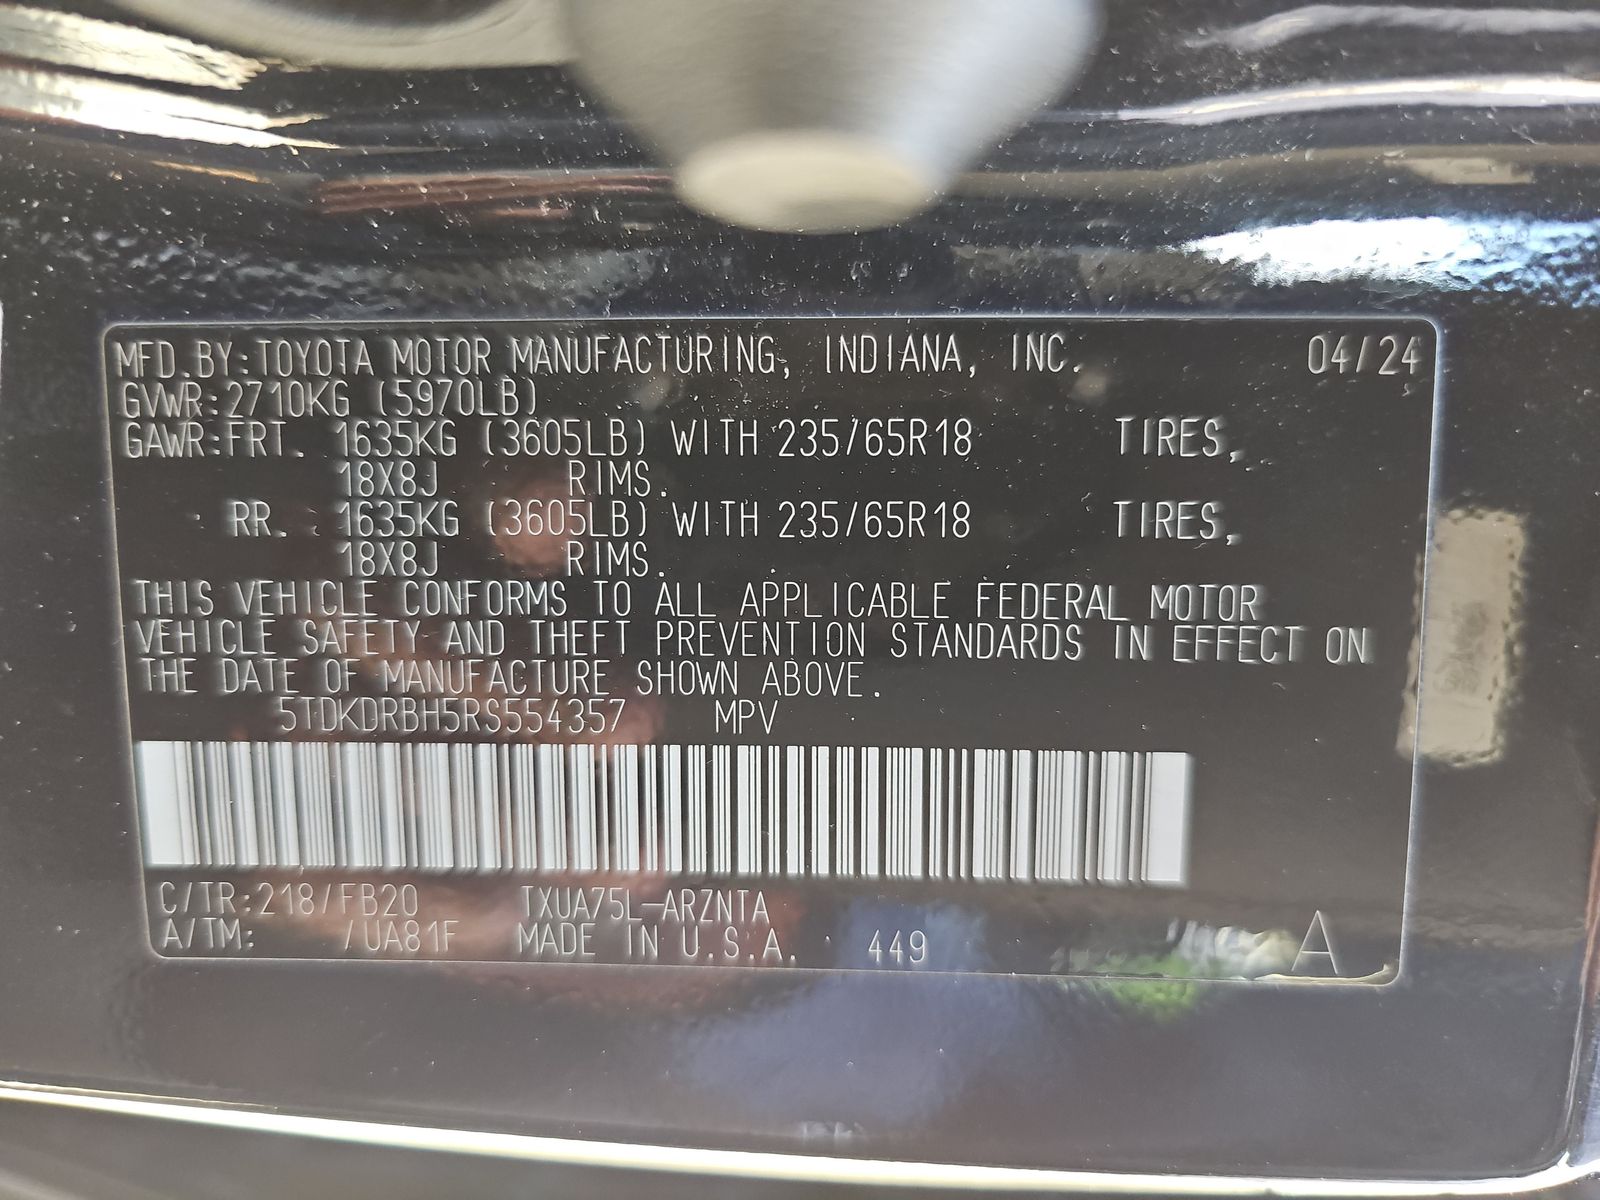 MFD.BY:TOYOTA MOTOR MANUFACTURING, INDIANA, INC. 04/24
GVWR:2710KG (5970LB)
GAWR:FRT. 1635KG (3605LB) WITH 235/65R18 TIRES,
18X8J RIMS.
RR. 1635KG (3605LB) WITH 235/65R18 TIRES,
18X8J RIMS.
THIS VEHICLE CONFORMS TO ALL APPLICABLE FEDERAL MOTOR
VEHICLE SAFETY AND THEFT PREVENTION STANDARDS IN EFFECT ON
THE DATE OF MANUFACTURE SHOWN ABOVE.
5TDKDRBH5RS554357 MPV
C/TR:218/FB20 TXUA75L-ARZNTA
A/TM: /UA81F MADE IN U.S.A. 449 A